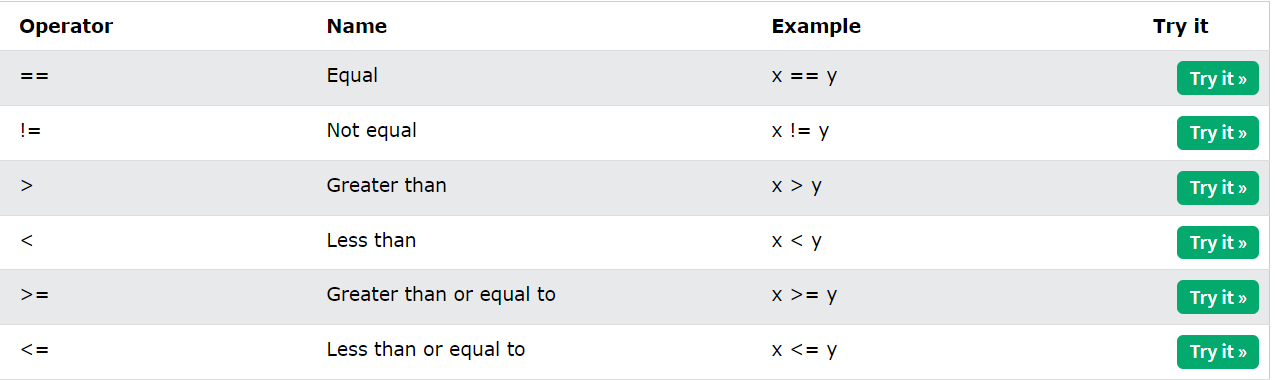 Operator Name Example Try it
== Equal x == y Try it »
!= Not equal x != y Try it »
> Greater than x > y Try it »
< Less than x < y Try it »
>= Greater than or equal to x >= y Try it »
<= Less than or equal to x <= y Try it »